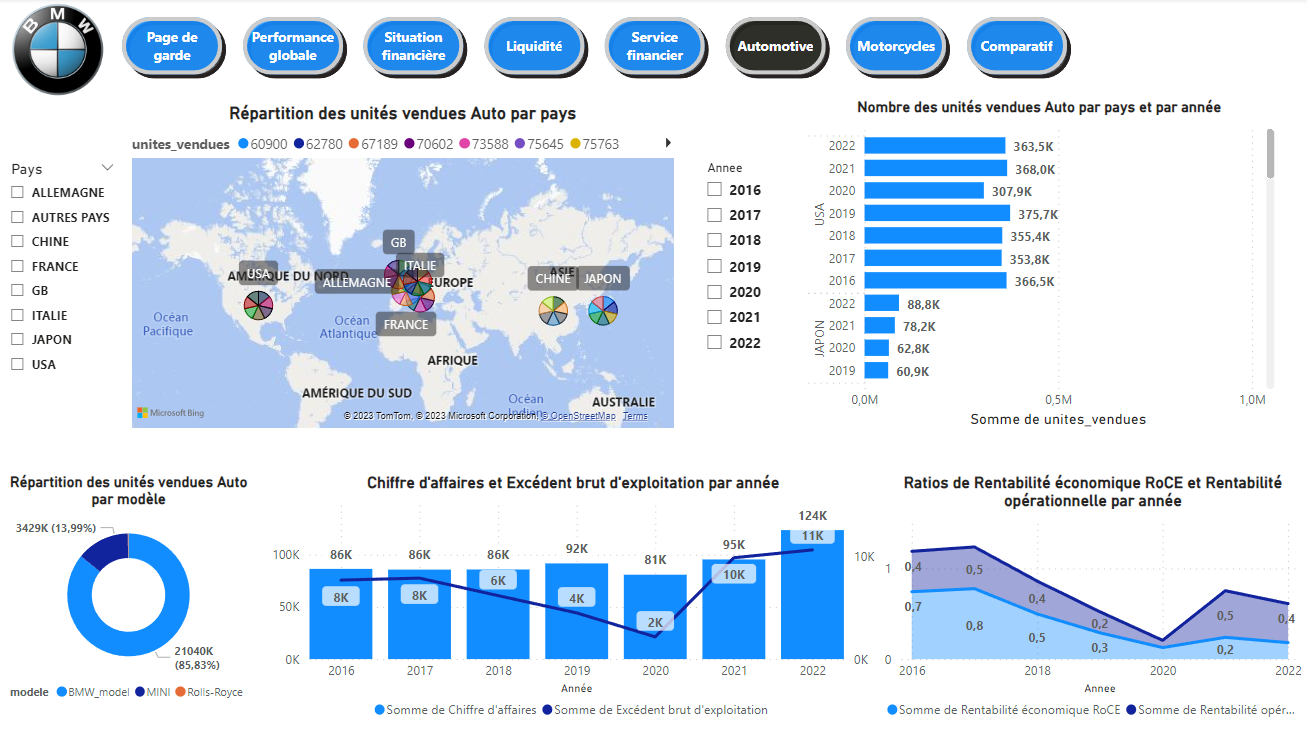 BMW
Page de
garde
Performance
globale
Situation
financière
Liquidité
Service
financier
Automotive
Motorcycles
Comparatif
Répartition des unités vendues Auto par pays
unites_vendues 60900 62780 67189 70602 73588 75645 75763
Pays
ALLEMAGNE
AUTRES PAYS
CHINE
FRANCE
GB
ITALIE
JAPON
USA
GB
ITALIE
AMÉRIQUE DU NORD
USA
ALLEMAGNE
EUROPE
ASIE
CHINE
JAPON
Océan
Pacifique
Océan
Atlantique
FRANCE
AFRIQUE
AMÉRIQUE DU SUD
Océan
Indien
AUSTRALIE
Microsoft Bing
© 2023 TomTom, © 2023 Microsoft Corporation, © OpenStreetMap Terms
Annee
2016
2017
2018
2019
2020
2021
2022
Nombre des unités vendues Auto par pays et par année
USA
2022 363,5K
2021 368,0K
2020 307,9K
2019 375,7K
2018 355,4K
2017 353,8K
2016 366,5K
JAPON
2022 88,8K
2021 78,2K
2020 62,8K
2019 60,9K
0,0M 0,5M 1,0M
Somme de unites_vendues
Répartition des unités vendues Auto
par modèle
3429K (13,99%)
21040K
(85,83%)
modele BMW_model MINI Rolls-Royce
Chiffre d'affaires et Excédent brut d'exploitation par année
124K
11K
86K 86K 86K 92K 81K 95K
100K
10K
8K 8K 6K 4K 2K 10K
50K
0K
0K
2016 2017 2018 2019 2020 2021 2022
Année
Somme de Chiffre d'affaires Somme de Excédent brut d'exploitation
Ratios de Rentabilité économique RoCE et Rentabilité
opérationnelle par année
1
0
0,4 0,5 0,4 0,2 0,5 0,4
0,7 0,8 0,5 0,3 0,2
2016 2018 2020 2022
Annee
Somme de Rentabilité économique RoCE Somme de Rentabilité opér...